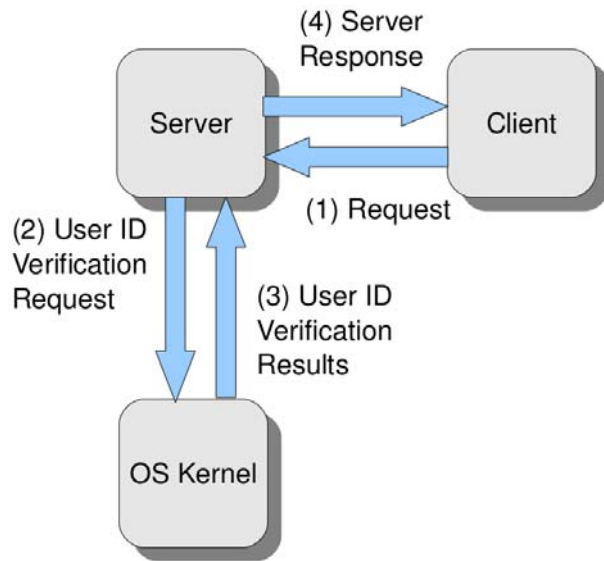 (4) Server
Response
Server
Client
(1) Request
(2) User ID
Verification
Request
(3) User ID
Verification
Results
OS Kernel